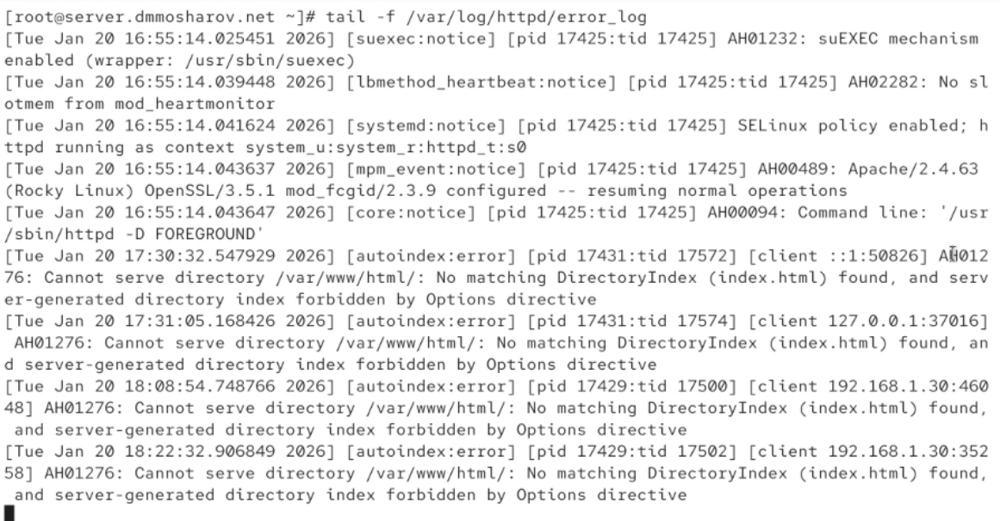 [root@server.dmmosharov.net ~]# tail -f /var/log/httpd/error_log
[Tue Jan 20 16:55:14.025451 2026] [suexec:notice] [pid 17425:tid 17425] AH01232: suEXEC mechanism
enabled (wrapper: /usr/sbin/suexec)
[Tue Jan 20 16:55:14.039448 2026] [lbmethod_heartbeat:notice] [pid 17425:tid 17425] AH02282: No sl
otmem from mod_heartmonitor
[Tue Jan 20 16:55:14.041624 2026] [systemd:notice] [pid 17425:tid 17425] SELinux policy enabled; h
ttpd running as context system_u:system_r:httpd_t:s0
[Tue Jan 20 16:55:14.043637 2026] [mpm_event:notice] [pid 17425:tid 17425] AH00489: Apache/2.4.63
(Rocky Linux) OpenSSL/3.5.1 mod_fcgid/2.3.9 configured -- resuming normal operations
[Tue Jan 20 16:55:14.043647 2026] [core:notice] [pid 17425:tid 17425] AH00094: Command line: '/usr
/sbin/httpd -D FOREGROUND'
[Tue Jan 20 17:30:32.547929 2026] [autoindex:error] [pid 17431:tid 17572] [client ::1:50826] AH012
76: Cannot serve directory /var/www/html/: No matching DirectoryIndex (index.html) found, and serv
er-generated directory index forbidden by Options directive
[Tue Jan 20 17:31:05.168426 2026] [autoindex:error] [pid 17431:tid 17574] [client 127.0.0.1:37016]
 AH01276: Cannot serve directory /var/www/html/: No matching DirectoryIndex (index.html) found, an
d server-generated directory index forbidden by Options directive
[Tue Jan 20 18:08:54.748766 2026] [autoindex:error] [pid 17429:tid 17500] [client 192.168.1.30:460
48] AH01276: Cannot serve directory /var/www/html/: No matching DirectoryIndex (index.html) found,
 and server-generated directory index forbidden by Options directive
[Tue Jan 20 18:22:32.906849 2026] [autoindex:error] [pid 17429:tid 17502] [client 192.168.1.30:352
58] AH01276: Cannot serve directory /var/www/html/: No matching DirectoryIndex (index.html) found,
 and server-generated directory index forbidden by Options directive